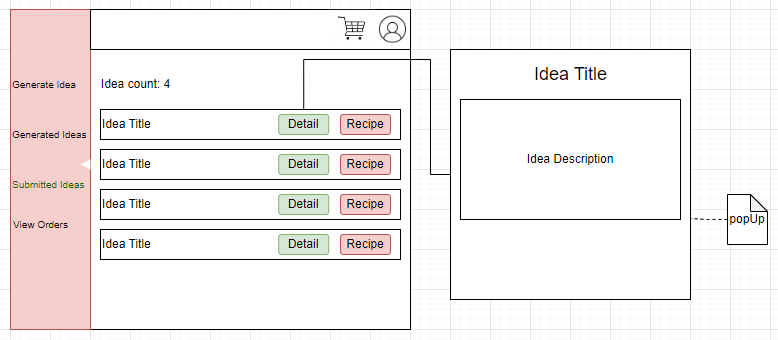 Generate Idea
Generated Ideas
Submitted Ideas
View Orders
Idea count: 4
Idea Title Detail Recipe
Idea Title Detail Recipe
Idea Title Detail Recipe
Idea Title Detail Recipe
Idea Title
Idea Description
popUp